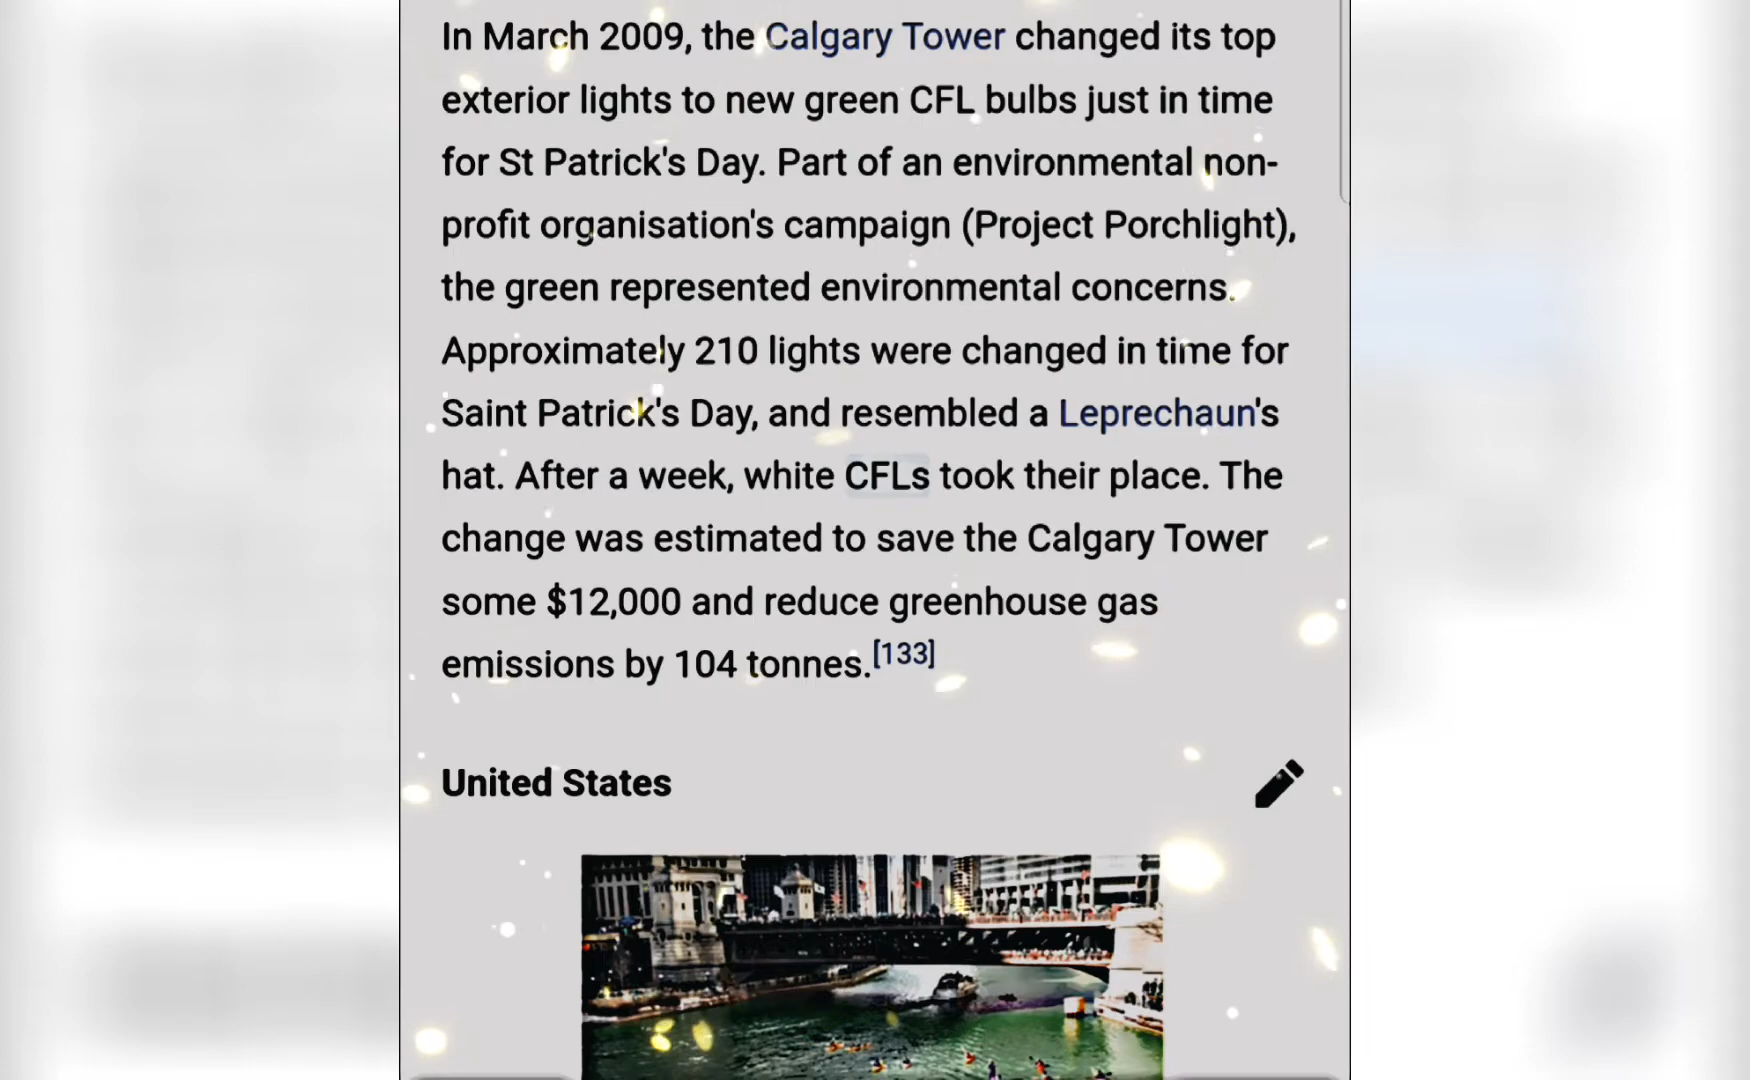 In March 2009, the Calgary Tower changed its top
exterior lights to new green CFL bulbs just in time
for St Patrick's Day. Part of an environmental non-
profit organisation's campaign (Project Porchlight),
the green represented environmental concerns.
Approximately 210 lights were changed in time for
Saint Patrick's Day, and resembled a Leprechaun's
hat. After a week, white CFLs took their place. The
change was estimated to save the Calgary Tower
some $12,000 and reduce greenhouse gas
emissions by 104 tonnes.[133]
United States